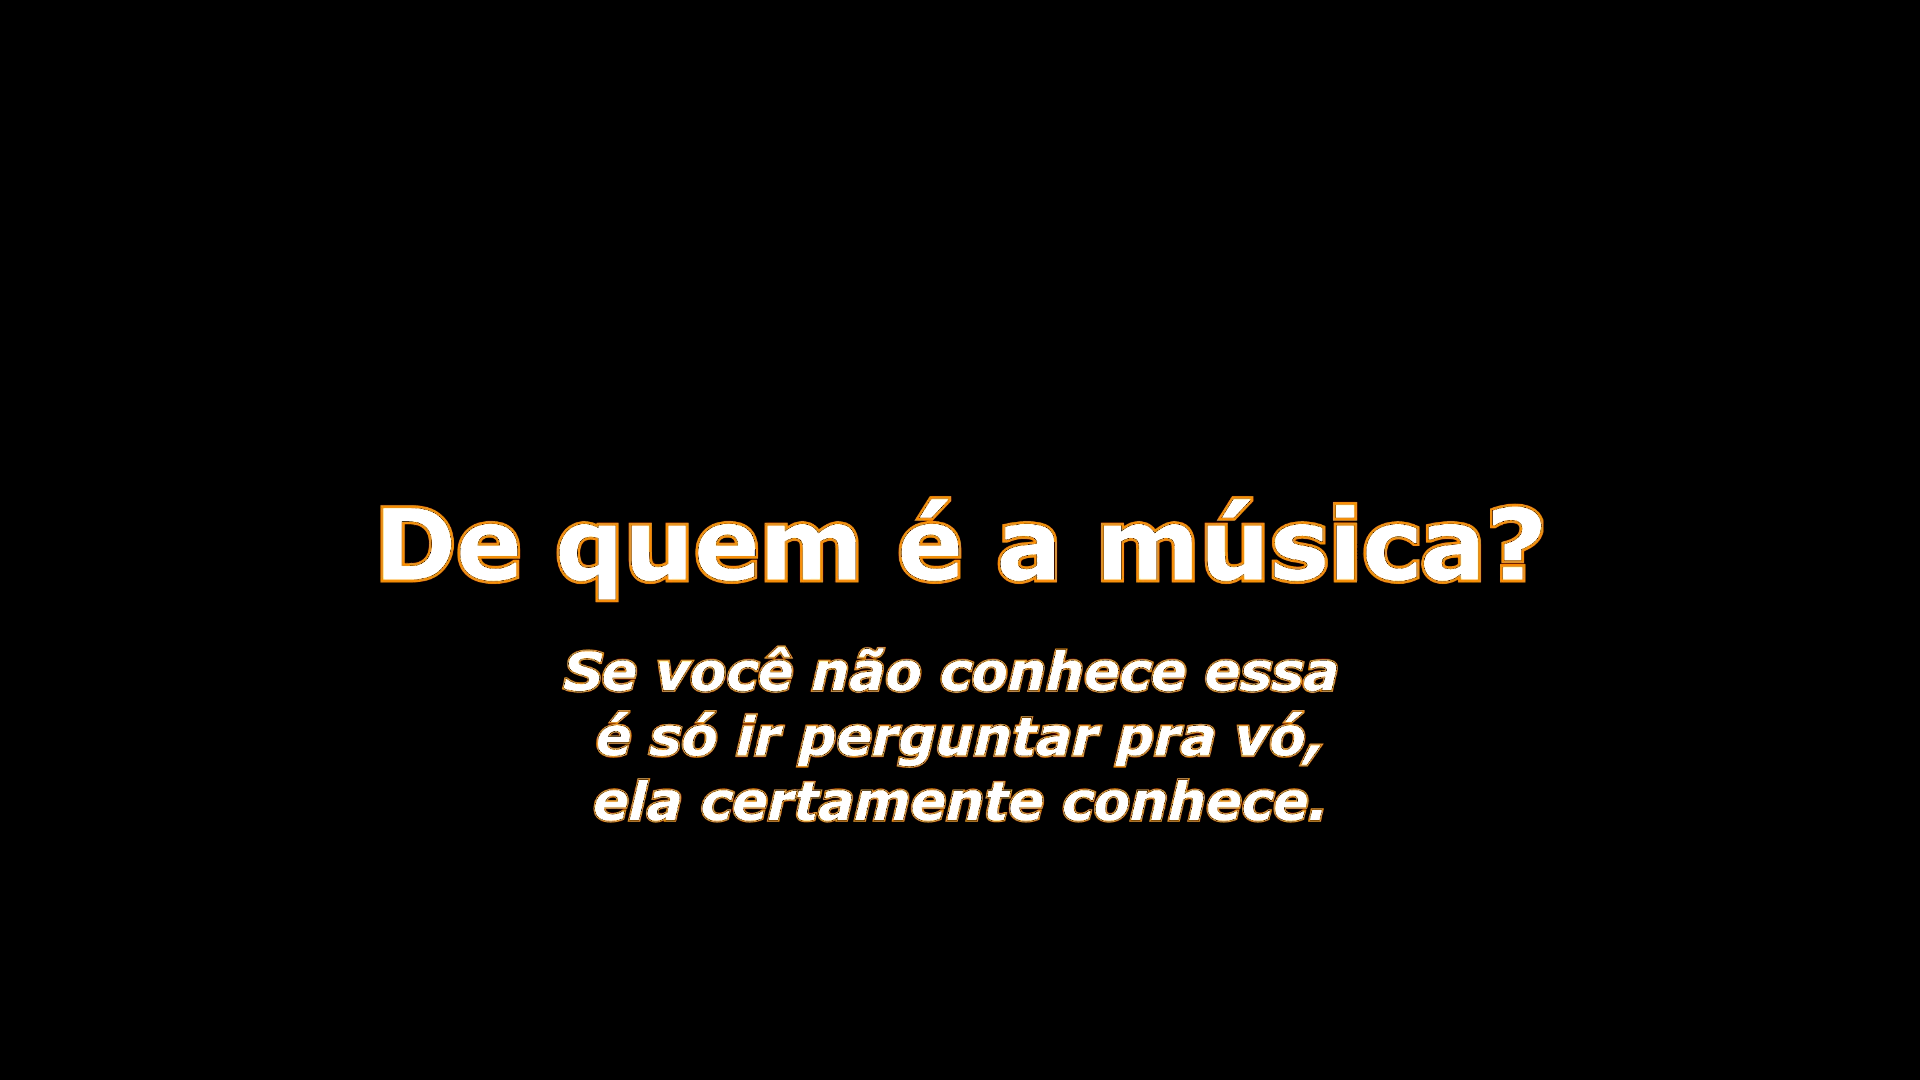 De quem é a música?
Se você não conhece essa
é só ir perguntar pra vó,
ela certamente conhece.